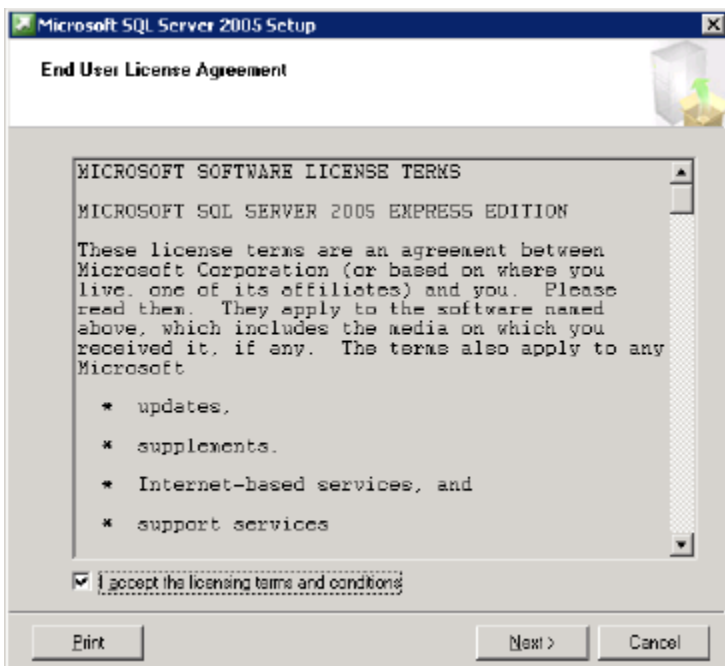 Microsoft SQL Server 2005 Setup
End User License Agreement
MICROSOFT SOFTWARE LICENSE TERMS
MICROSOFT SQL SERVER 2005 EXPRESS EDITION
These license terms are an agreement between
Microsoft Corporation (or based on where you
live, one of its affiliates) and you.  Please
read them.  They apply to the software named
above, which includes the media on which you
received it, if any.  The terms also apply to any
Microsoft
* updates,
* supplements,
* Internet-based services, and
* support services
I accept the licensing terms and conditions
Print Next > Cancel